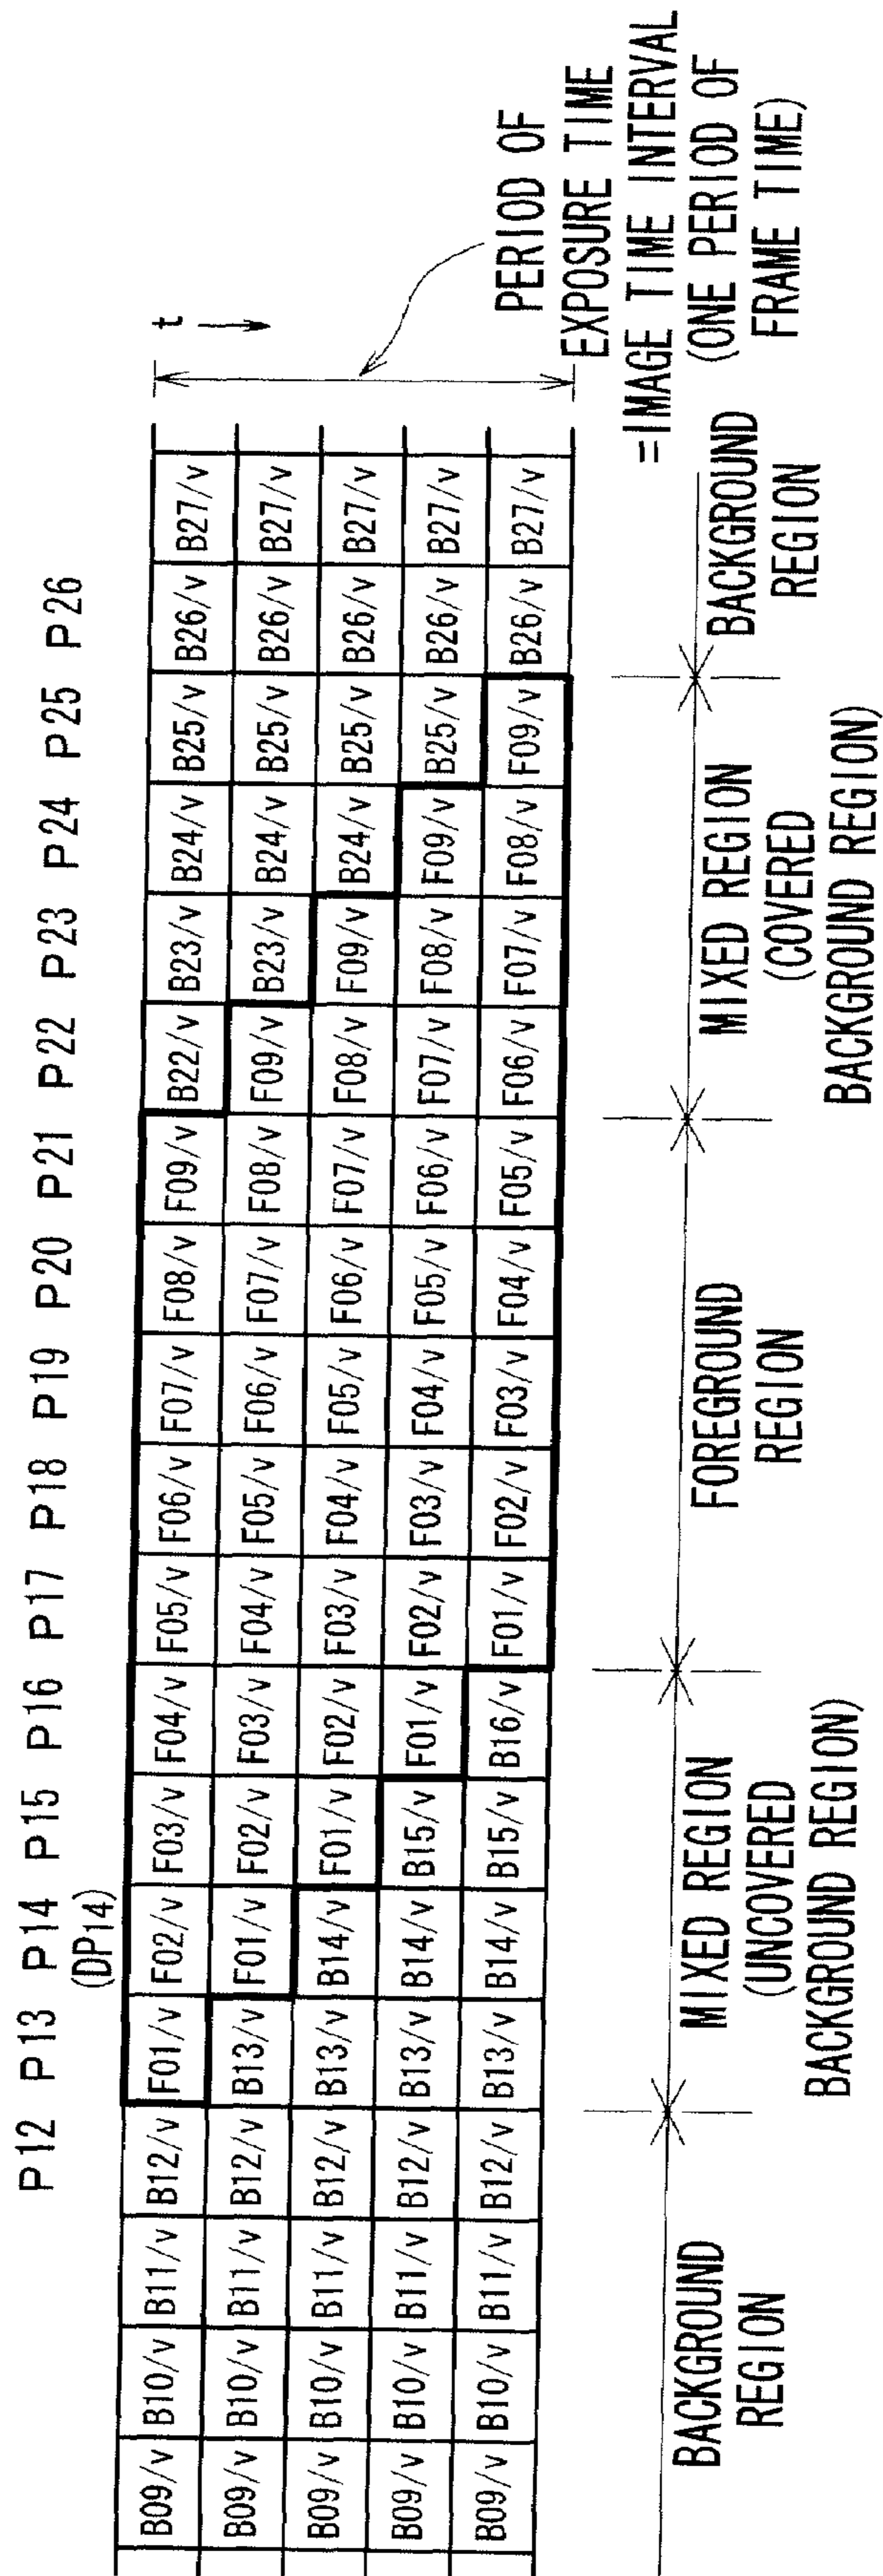 P12 P13 P14 P15 P16 P17 P18 P19 P20 P21 P22 P23 P24 P25 P26
(DP14)
t
B09/v B10/v B11/v B12/v F01/v F02/v F03/v F04/v F05/v F06/v F07/v F08/v F09/v B22/v B23/v B24/v B25/v B26/v B27/v
B09/v B10/v B11/v B12/v B13/v F01/v F02/v F03/v F04/v F05/v F06/v F07/v F08/v F09/v B23/v B24/v B25/v B26/v B27/v
B09/v B10/v B11/v B12/v B13/v B14/v F01/v F02/v F03/v F04/v F05/v F06/v F07/v F08/v F09/v B24/v B25/v B26/v B27/v
B09/v B10/v B11/v B12/v B13/v B14/v B15/v F01/v F02/v F03/v F04/v F05/v F06/v F07/v F08/v F09/v B25/v B26/v B27/v
B09/v B10/v B11/v B12/v B13/v B14/v B15/v B16/v F01/v F02/v F03/v F04/v F05/v F06/v F07/v F08/v F09/v B26/v B27/v
PERIOD OF
EXPOSURE TIME
=IMAGE TIME INTERVAL
(ONE PERIOD OF
FRAME TIME)
BACKGROUND
REGION
MIXED REGION
(UNCOVERED
BACKGROUND REGION)
FOREGROUND
REGION
MIXED REGION
(COVERED
BACKGROUND REGION)
BACKGROUND
REGION